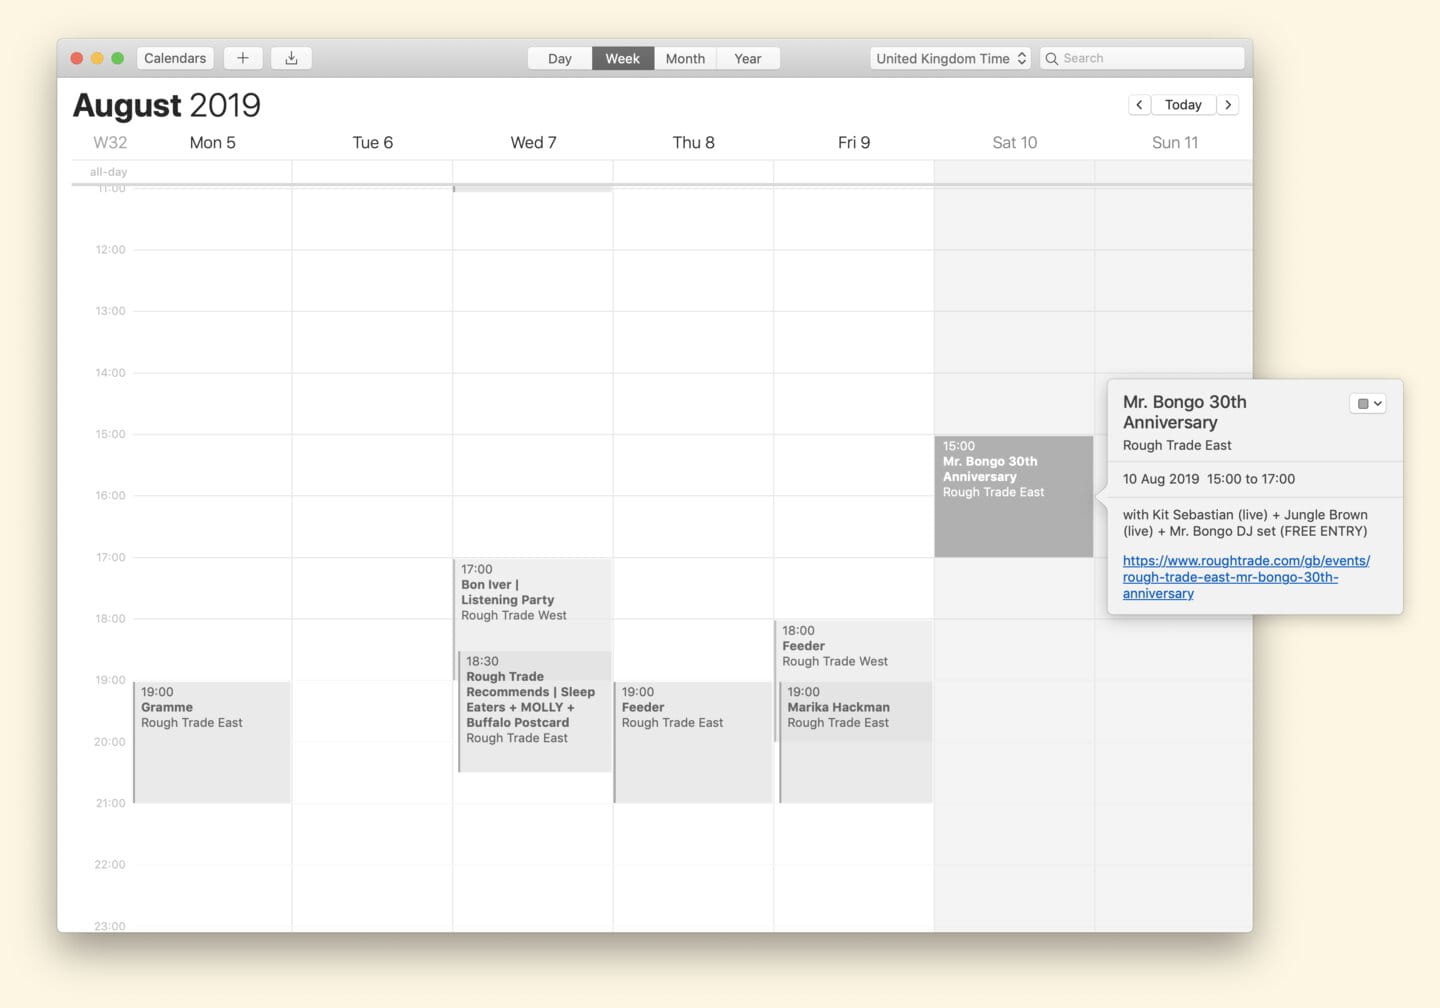 Calendars
+
Day
Week
Month
Year
United Kingdom Time
Search
August 2019
Today
W32
Mon 5
Tue 6
Wed 7
Thu 8
Fri 9
Sat 10
Sun 11
all-day
11:00
12:00
13:00
14:00
15:00
16:00
17:00
18:00
19:00
20:00
21:00
22:00
23:00
19:00
Gramme
Rough Trade East
17:00
Bon Iver |
Listening Party
Rough Trade West
18:30
Rough Trade
Recommends | Sleep
Eaters + MOLLY +
Buffalo Postcard
Rough Trade East
19:00
Feeder
Rough Trade East
18:00
Feeder
Rough Trade West
19:00
Marika Hackman
Rough Trade East
15:00
Mr. Bongo 30th
Anniversary
Rough Trade East
Mr. Bongo 30th
Anniversary
Rough Trade East
10 Aug 2019 15:00 to 17:00
with Kit Sebastian (live) + Jungle Brown
(live) + Mr. Bongo DJ set (FREE ENTRY)
https://www.roughtrade.com/gb/events/
rough-trade-east-mr-bongo-30th-
anniversary